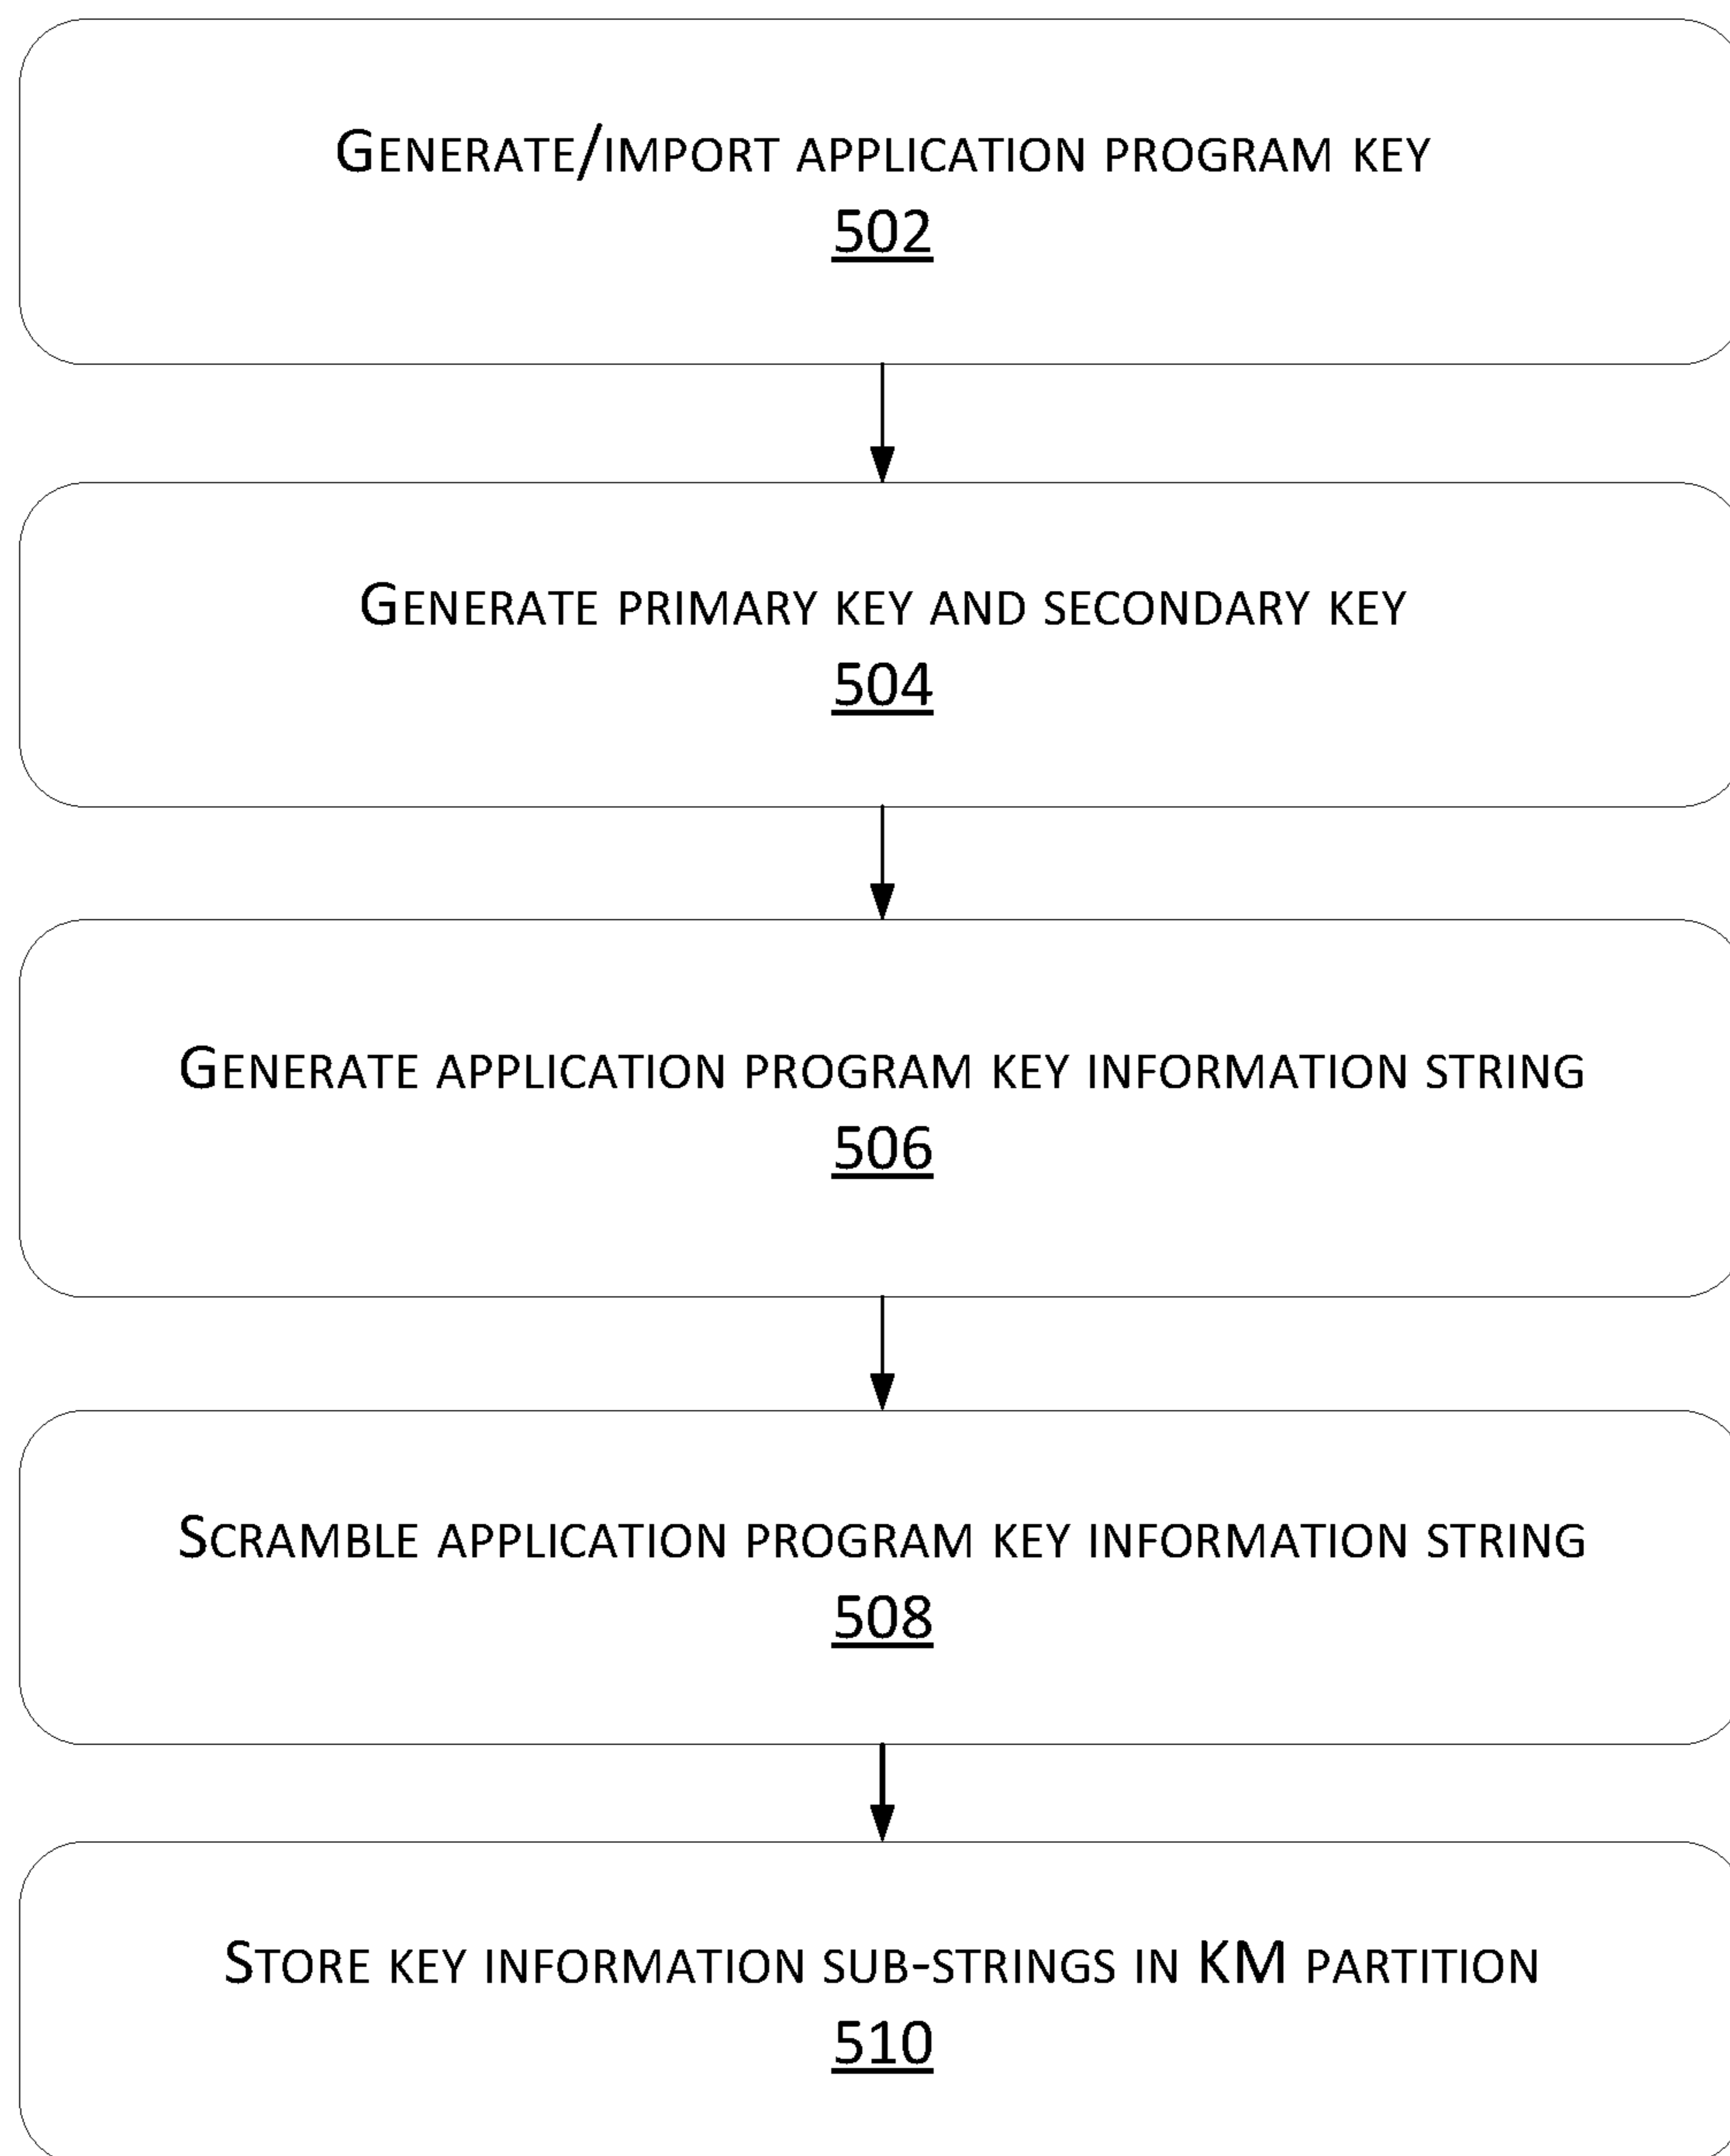 Generate/import application program key
502
Generate primary key and secondary key
504
Generate application program key information string
506
Scramble application program key information string
508
Store key information sub-strings in KM partition
510